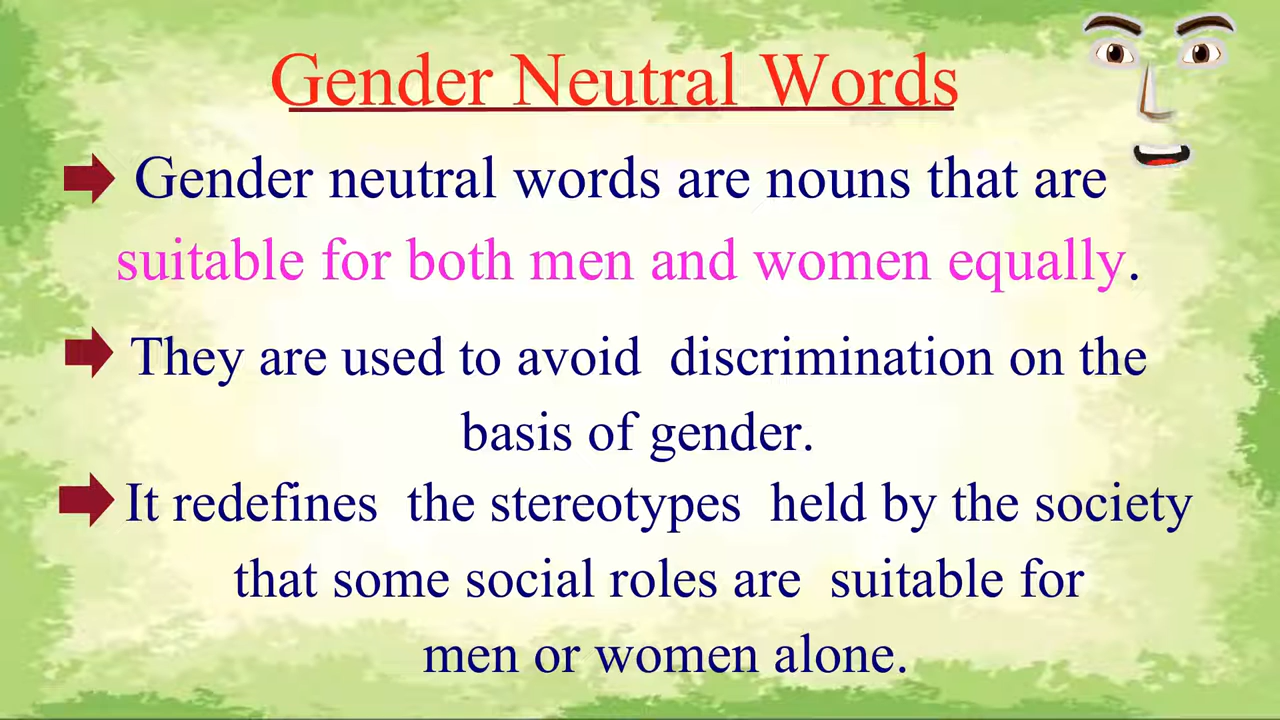 Gender Neutral Words
Gender neutral words are nouns that are
suitable for both men and women equally.
They are used to avoid discrimination on the
basis of gender.
It redefines the stereotypes held by the society
that some social roles are suitable for
men or women alone.